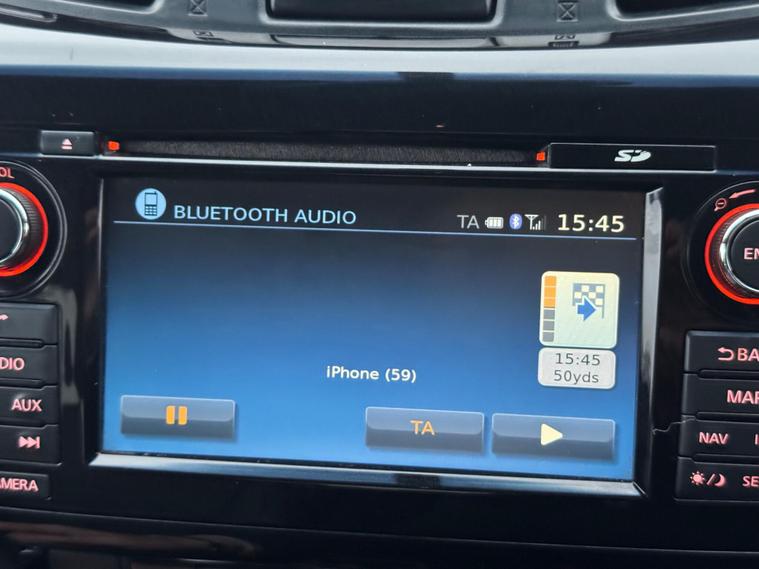 SD
BLUETOOTH AUDIO
TA
15:45
15:45
50yds
iPhone (59)
TA
AUX
NAV